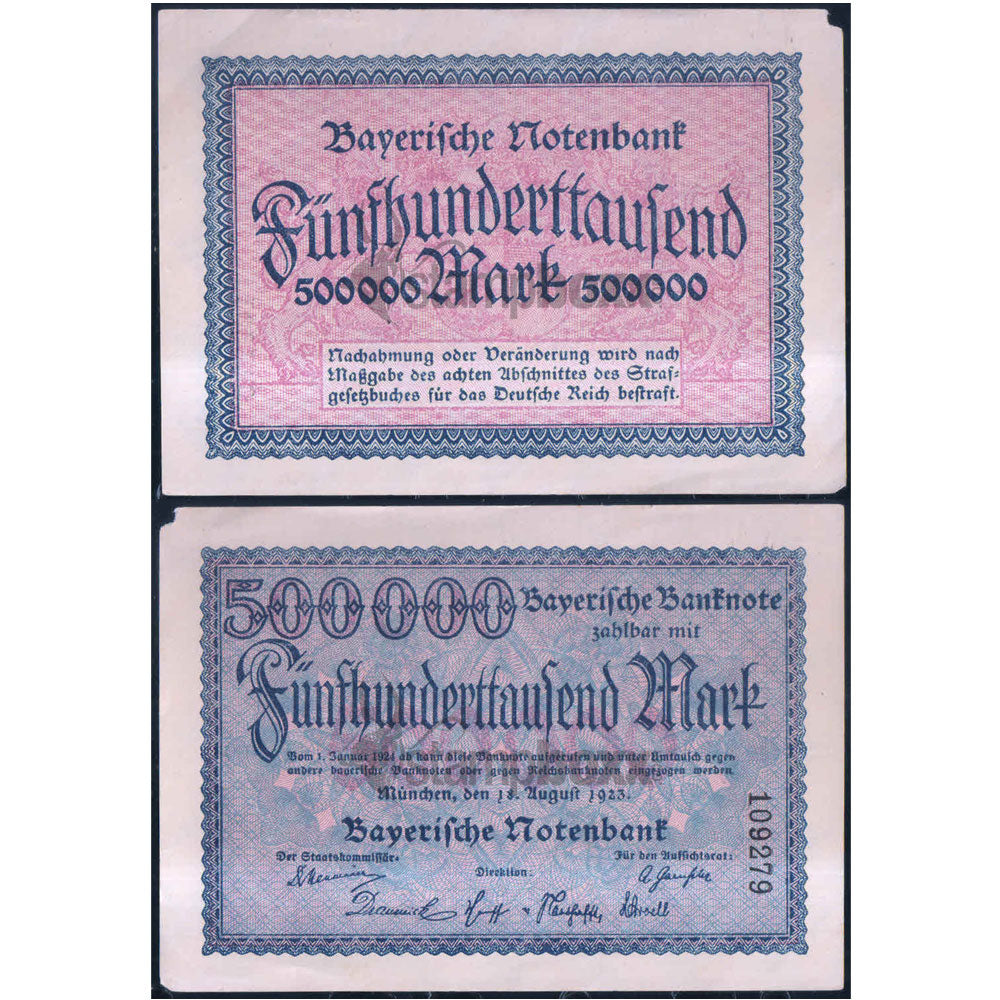 Bayerische Notenbank
Fünfhunderttausend
500000 Mark 500000
Nachahmung oder Veränderung wird nach
Maßgabe des achten Abschnittes des Straf-
gesetzbuches für das Deutsche Reich bestraft.
500000 Bayerische Banknote
zahlbar mit
Fünfhunderttausend Mark
Vom 1. Januar 1924 ab kann diese Banknote aufgerufen und unter Umtausch gegen
andere bayerische Banknoten oder gegen Reichsbanknoten eingezogen werden.
München, den 18. August 1923.
Bayerische Notenbank
109279
Der Staatskommissär:
Direktion:
Für den Aufsichtsrat: